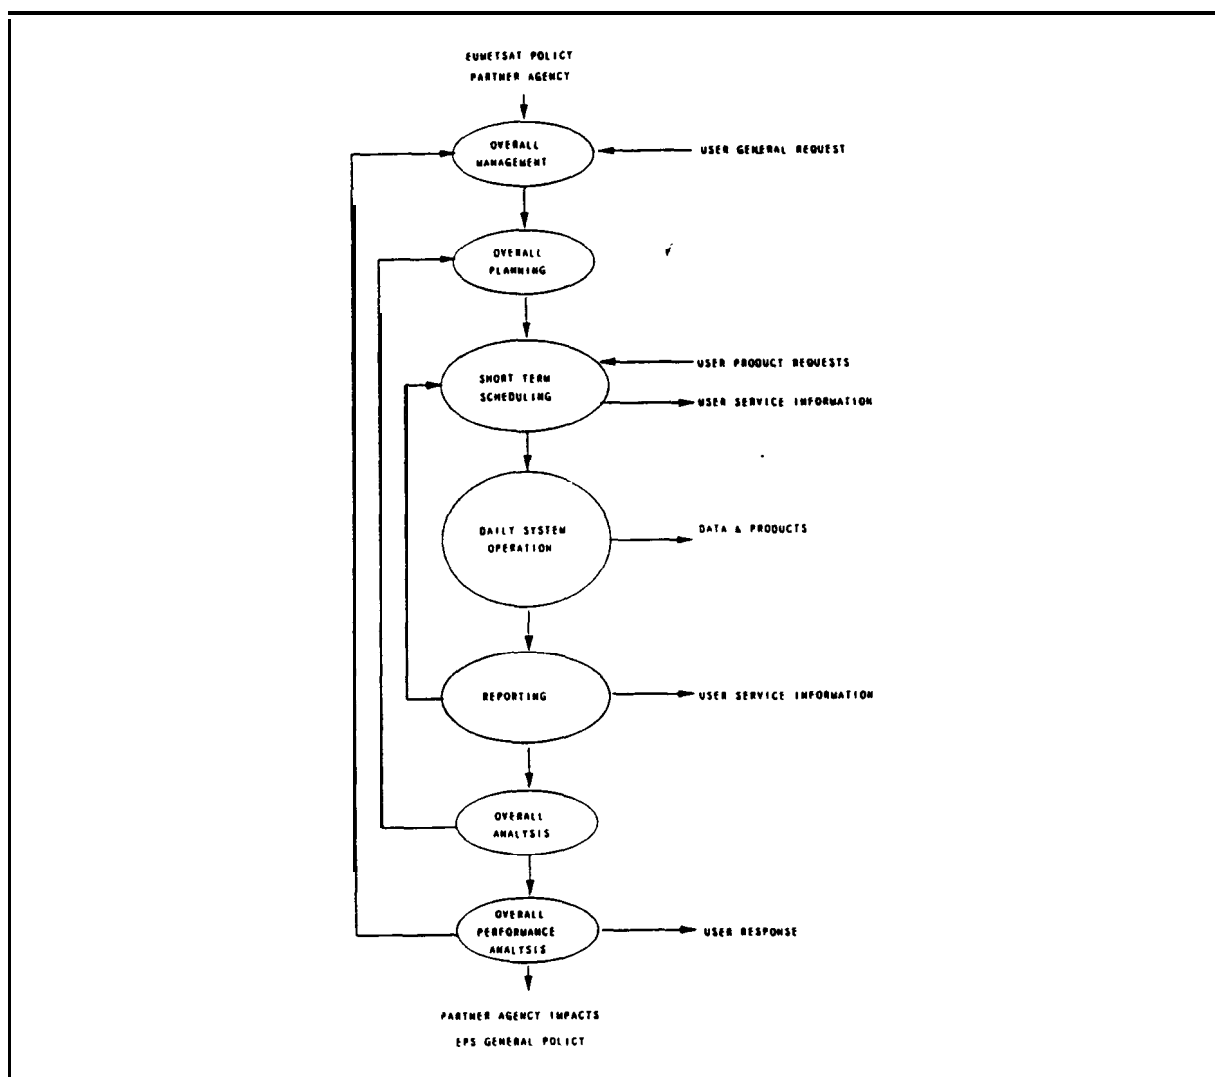 EUMETSAT POLICY
PARTNER AGENCY
OVERALL
MANAGEMENT
USER GENERAL REQUEST
OVERALL
PLANNING
SHORT TERM
SCHEDULING
USER PRODUCT REQUESTS
USER SERVICE INFORMATION
DAILY SYSTEM
OPERATION
DATA & PRODUCTS
REPORTING
USER SERVICE INFORMATION
OVERALL
ANALYSIS
OVERALL
PERFORMANCE
ANALYSIS
USER RESPONSE
PARTNER AGENCY IMPACTS
EPS GENERAL POLICY